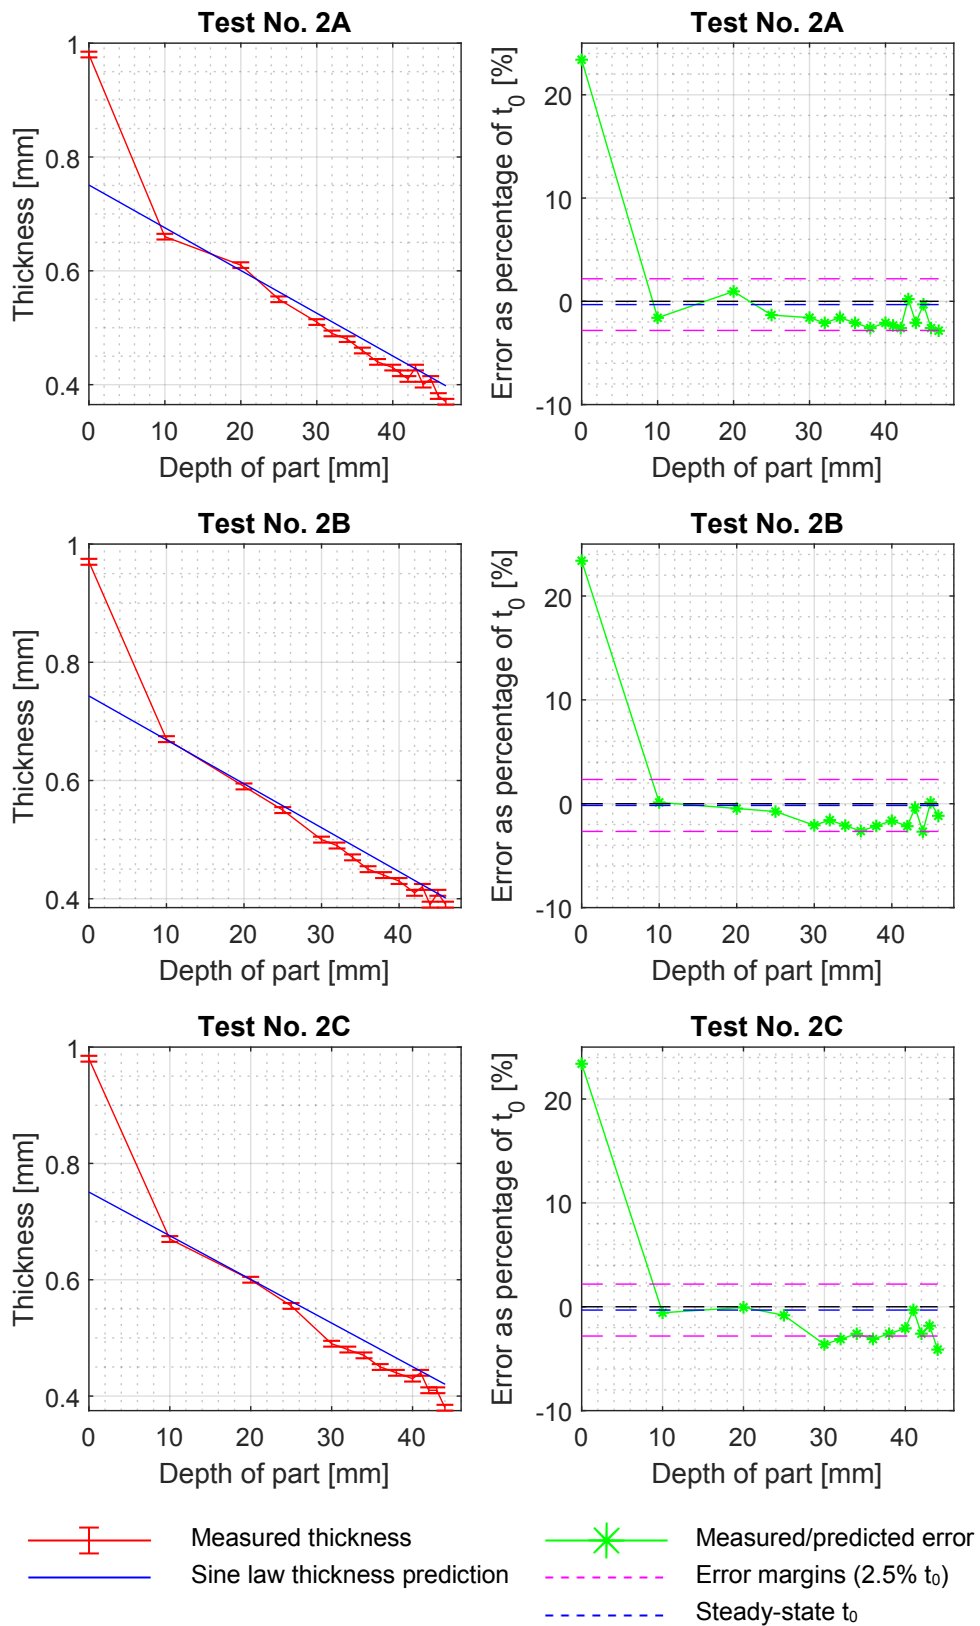 Test No. 2A
Thickness [mm]
1
0.8
0.6
0.4
0 10 20 30 40
Depth of part [mm]
Test No. 2A
Error as percentage of t₀ [%]
20
10
0
-10
0 10 20 30 40
Depth of part [mm]
Test No. 2B
Thickness [mm]
1
0.8
0.6
0.4
0 10 20 30 40
Depth of part [mm]
Test No. 2B
Error as percentage of t₀ [%]
20
10
0
-10
0 10 20 30 40
Depth of part [mm]
Test No. 2C
Thickness [mm]
1
0.8
0.6
0.4
0 10 20 30 40
Depth of part [mm]
Test No. 2C
Error as percentage of t₀ [%]
20
10
0
-10
0 10 20 30 40
Depth of part [mm]
Measured thickness
Sine law thickness prediction
Measured/predicted error
Error margins (2.5% t₀)
Steady-state t₀